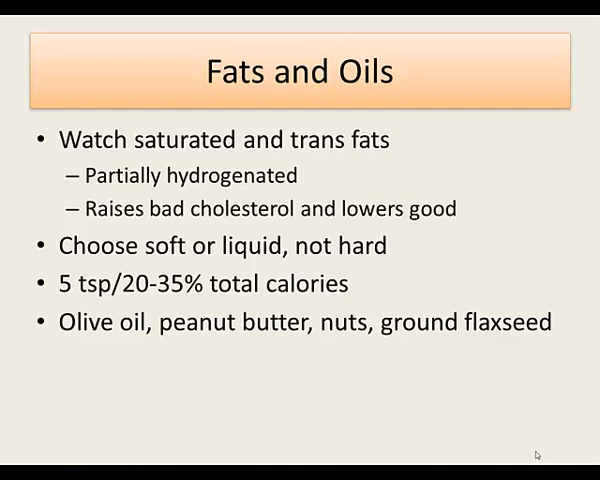 Fats and Oils
• Watch saturated and trans fats
– Partially hydrogenated
– Raises bad cholesterol and lowers good
• Choose soft or liquid, not hard
• 5 tsp/20-35% total calories
• Olive oil, peanut butter, nuts, ground flaxseed